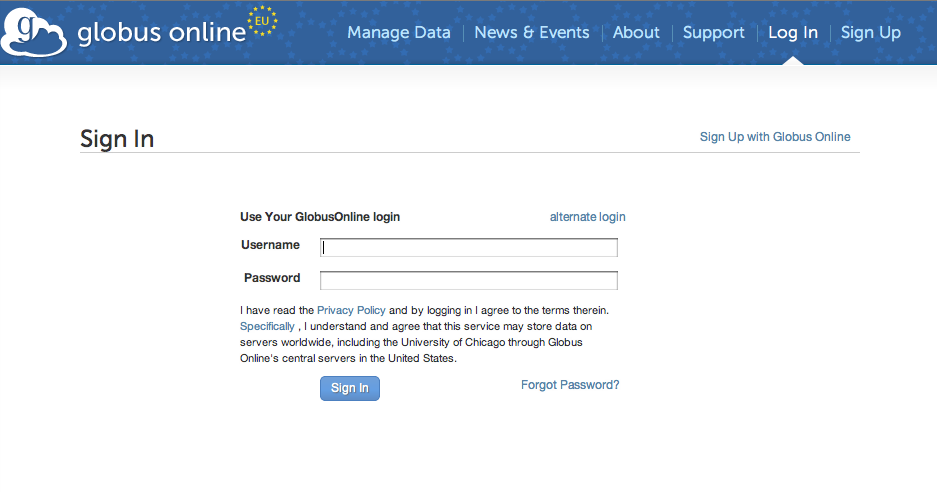 g globus online EU
Manage Data News & Events About Support Log In Sign Up
Sign In
Sign Up with Globus Online
Use Your GlobusOnline login
alternate login
Username
Password
I have read the Privacy Policy and by logging in I agree to the terms therein.
Specifically , I understand and agree that this service may store data on
servers worldwide, including the University of Chicago through Globus
Online's central servers in the United States.
Sign In
Forgot Password?